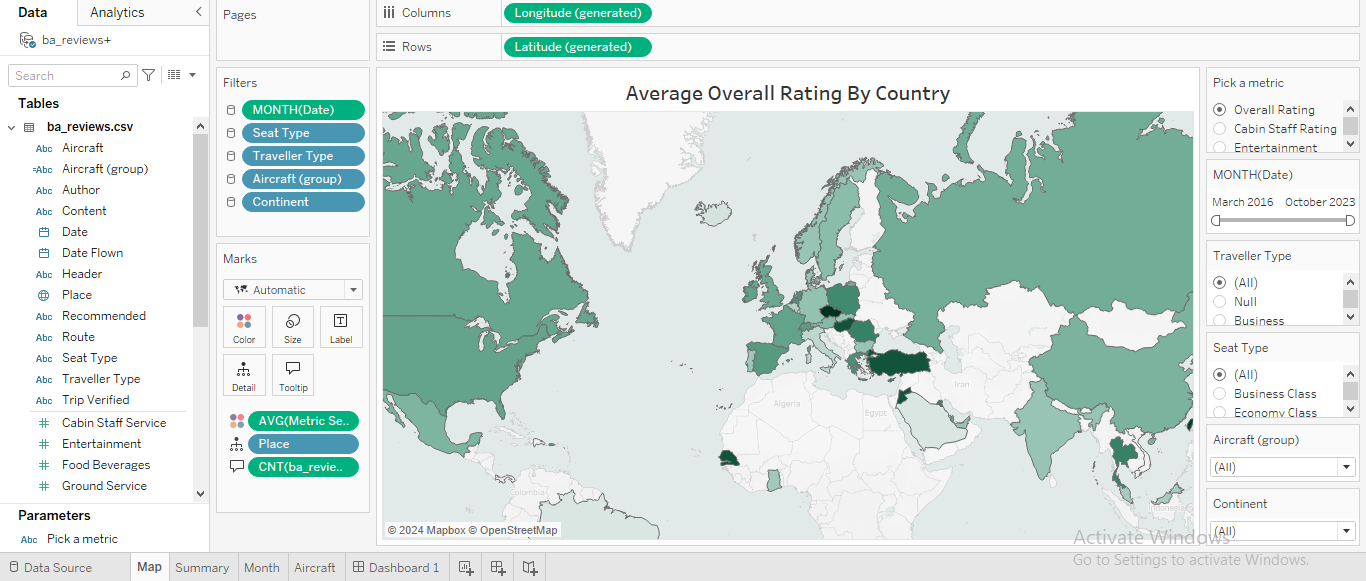 Data
Analytics
ba_reviews+
Search
Tables
ba_reviews.csv
Abc Aircraft
=Abc Aircraft (group)
Abc Author
Abc Content
Date
Date Flown
Abc Header
Place
Abc Recommended
Abc Route
Abc Seat Type
Abc Traveller Type
Abc Trip Verified
Cabin Staff Service
Entertainment
Food Beverages
Ground Service
Parameters
Abc Pick a metric
Pages
Filters
MONTH(Date)
Seat Type
Traveller Type
Aircraft (group)
Continent
Marks
Automatic
Color
Size
Label
Detail
Tooltip
AVG(Metric Se..
Place
CNT(ba_revie..
Columns
Longitude (generated)
Rows
Latitude (generated)
Average Overall Rating By Country
Algeria
Egypt
Iran
Colombia
Indonesia
© 2024 Mapbox © OpenStreetMap
Pick a metric
Overall Rating
Cabin Staff Rating
Entertainment
MONTH(Date)
March 2016 October 2023
Traveller Type
(All)
Null
Business
Seat Type
(All)
Business Class
Economy Class
Aircraft (group)
(All)
Continent
(All)
Activate Windows
Go to Settings to activate Windows.
Data Source
Map
Summary
Month
Aircraft
Dashboard 1